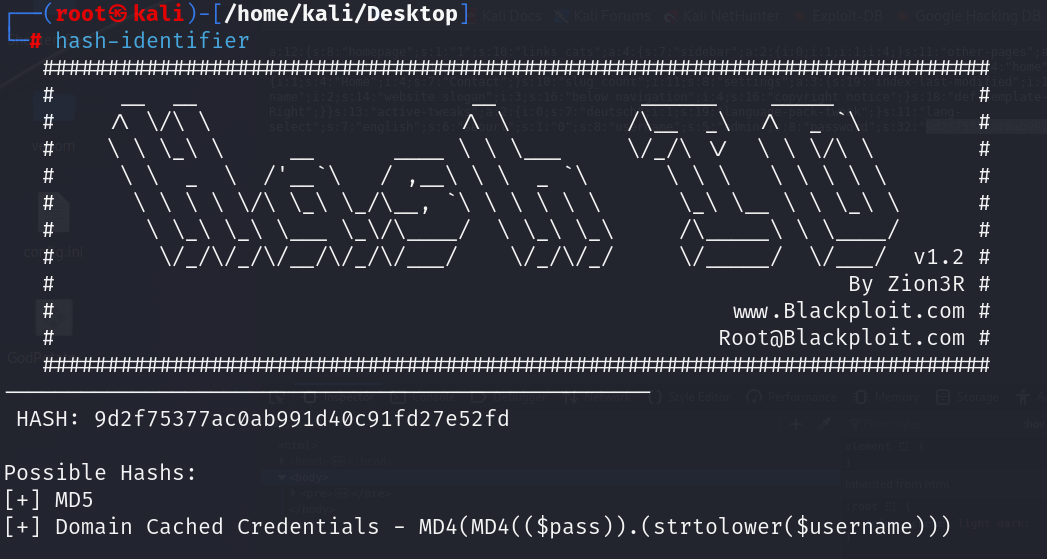 (root㉿kali)-[/home/kali/Desktop]
# hash-identifier
#########################################################################
# v1.2 #
# By Zion3R #
# www.Blackploit.com #
# Root@Blackploit.com #
#########################################################################
HASH: 9d2f75377ac0ab991d40c91fd27e52fd
Possible Hashs:
[+] MD5
[+] Domain Cached Credentials - MD4(MD4(($pass)).(strtolower($username)))